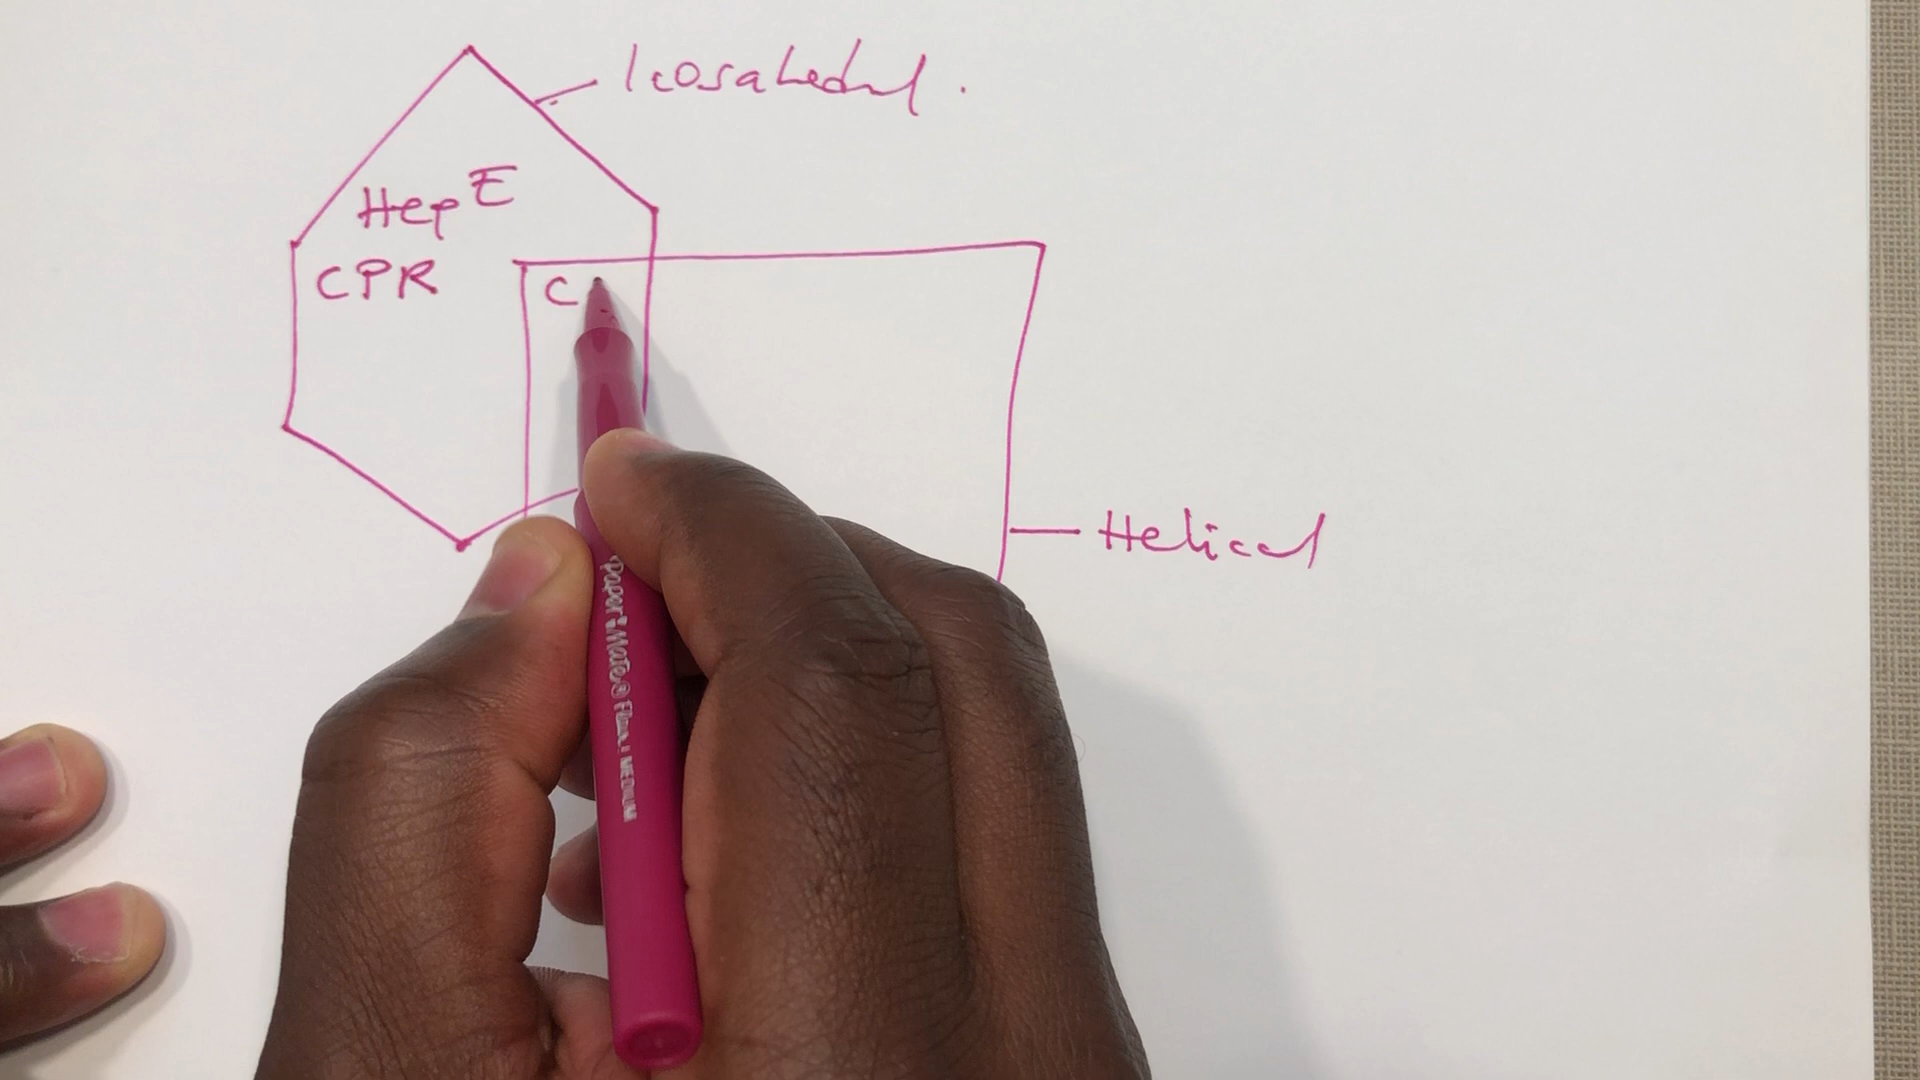 Icosahedral.
Hep E
CPR
C
Helical
Paper Mate® Flair. MEDIUM